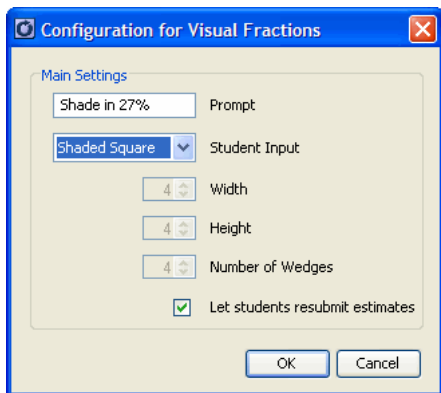 Configuration for Visual Fractions
Main Settings
Shade in 27% Prompt
Shaded Square Student Input
4 Width
4 Height
4 Number of Wedges
Let students resubmit estimates
OK Cancel